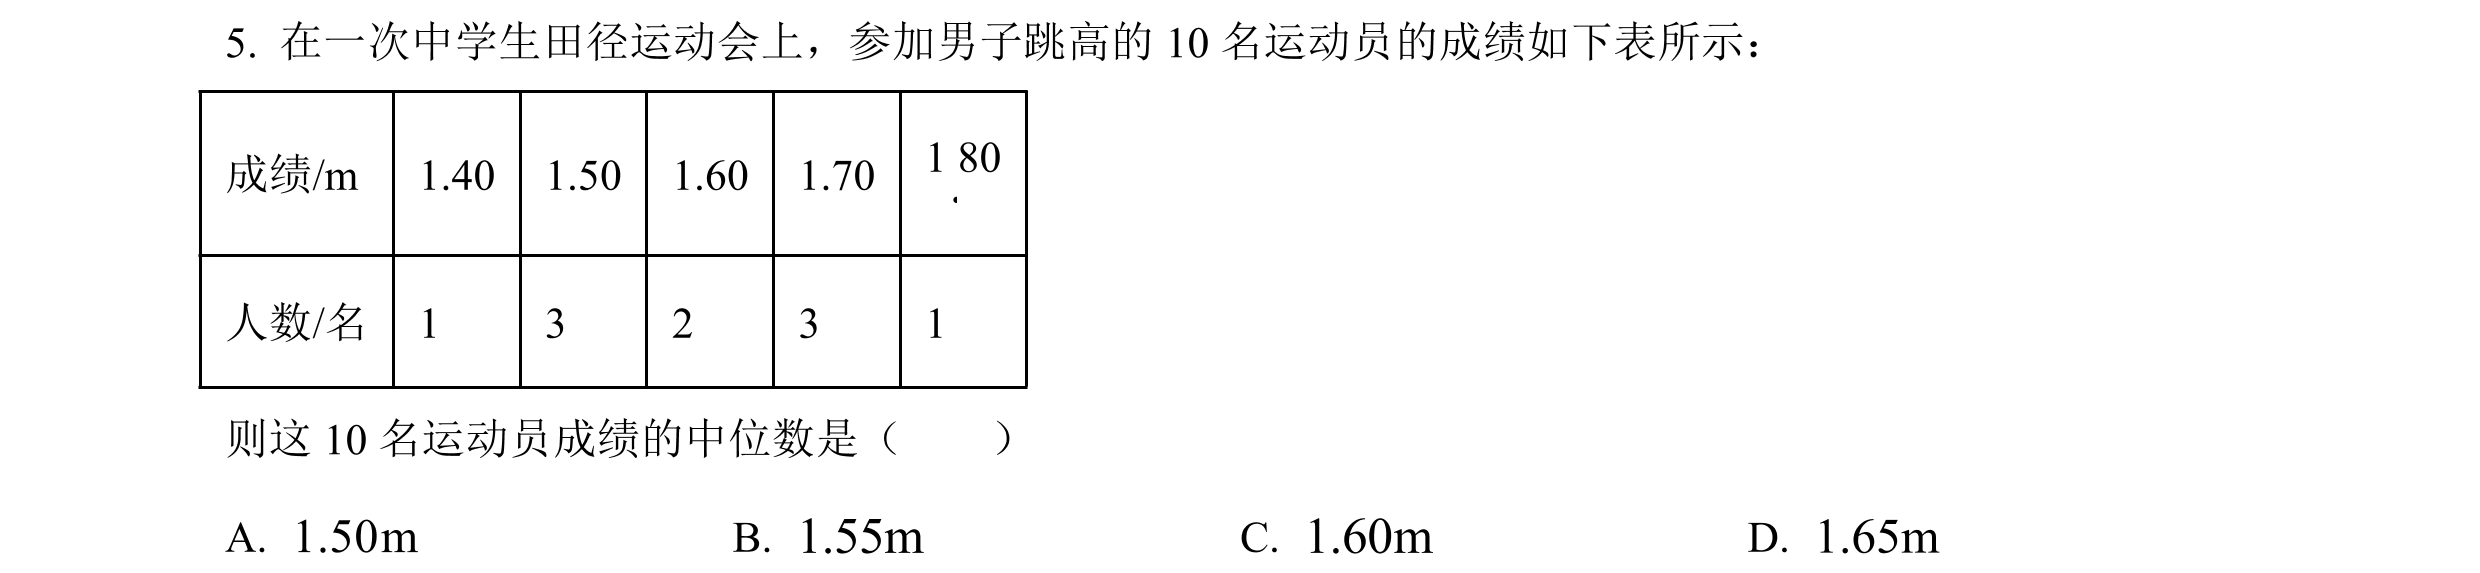 5. 在一次中学生田径运动会上，参加男子跳高的 10 名运动员的成绩如下表所示：
成绩/m 1.40 1.50 1.60 1.70 1.80
人数/名 1 3 2 3 1
则这 10 名运动员成绩的中位数是（　　）
A. 1.50m B. 1.55m C. 1.60m D. 1.65m